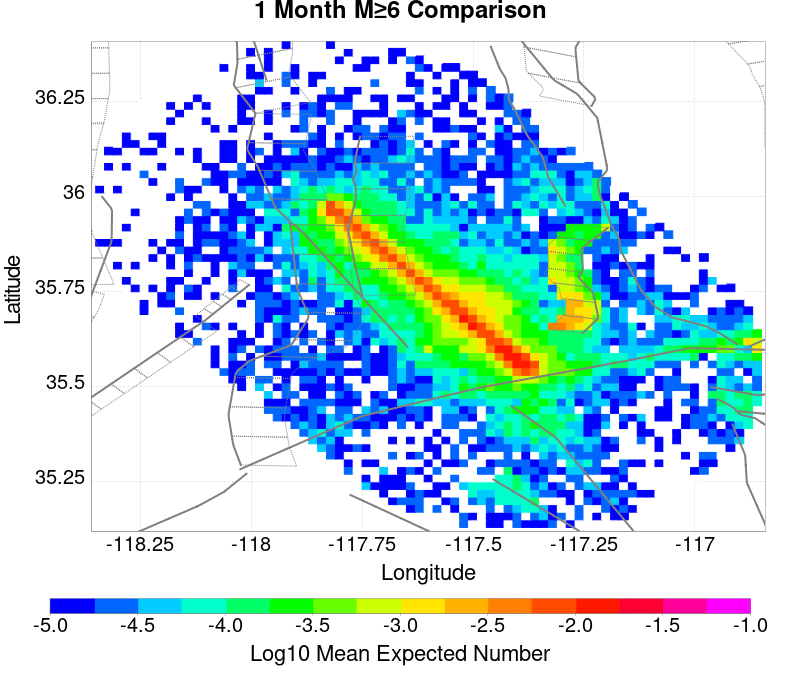 1 Month M≥6 Comparison
36.25
36
35.75
35.5
35.25
Latitude
-118.25 -118 -117.75 -117.5 -117.25 -117
Longitude
-5.0 -4.5 -4.0 -3.5 -3.0 -2.5 -2.0 -1.5 -1.0
Log10 Mean Expected Number